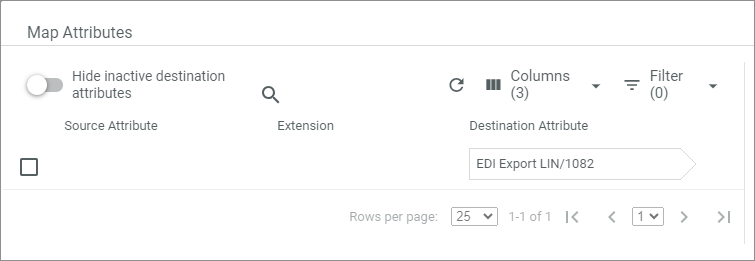 Map Attributes
Hide inactive destination
attributes
Columns
(3)
Filter
(0)
Source Attribute
Extension
Destination Attribute
EDI Export LIN/1082
Rows per page:
25
1-1 of 1
1